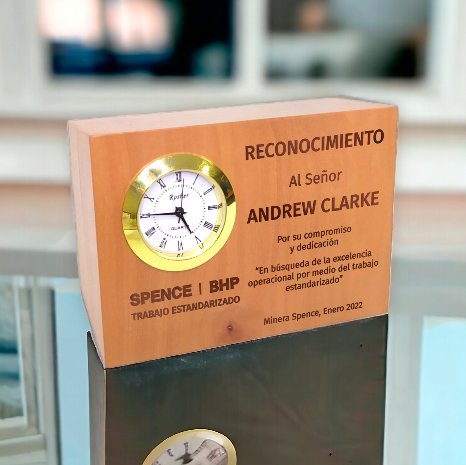 RECONOCIMIENTO
Al Señor
ANDREW CLARKE
Por su compromiso
y dedicación
"En búsqueda de la excelencia
operacional por medio del trabajo
estandarizado"
Minera Spence, Enero 2022
SPENCE | BHP
TRABAJO ESTANDARIZADO
QUARTZ